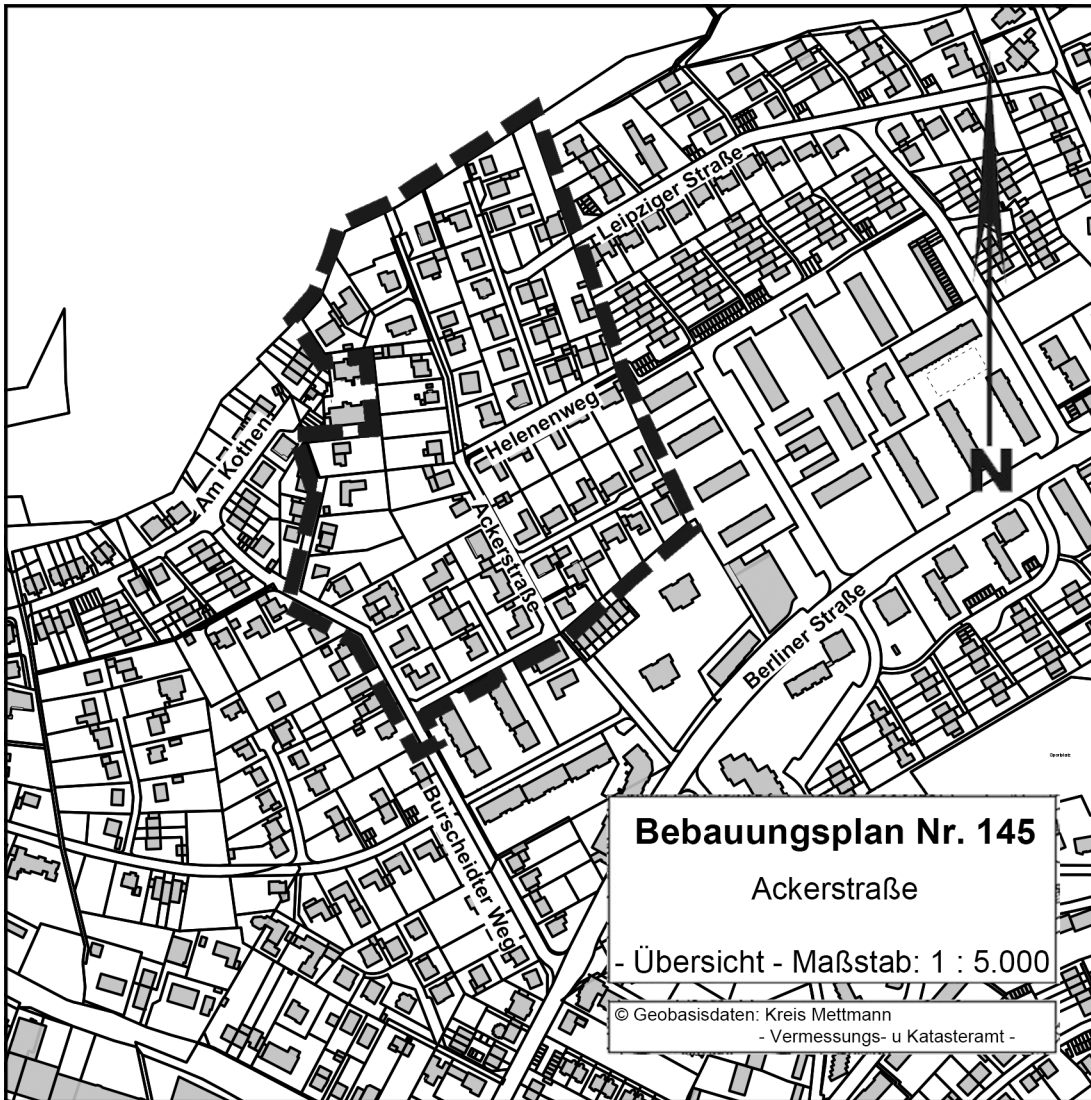 Leipziger Straße
Helenenweg
Am Kothen
Ackerstraße
Berliner Straße
N
Burscheidter Weg
Bebauungsplan Nr. 145
Ackerstraße
- Übersicht - Maßstab: 1 : 5.000
© Geobasisdaten: Kreis Mettmann
- Vermessungs- u Katasteramt -